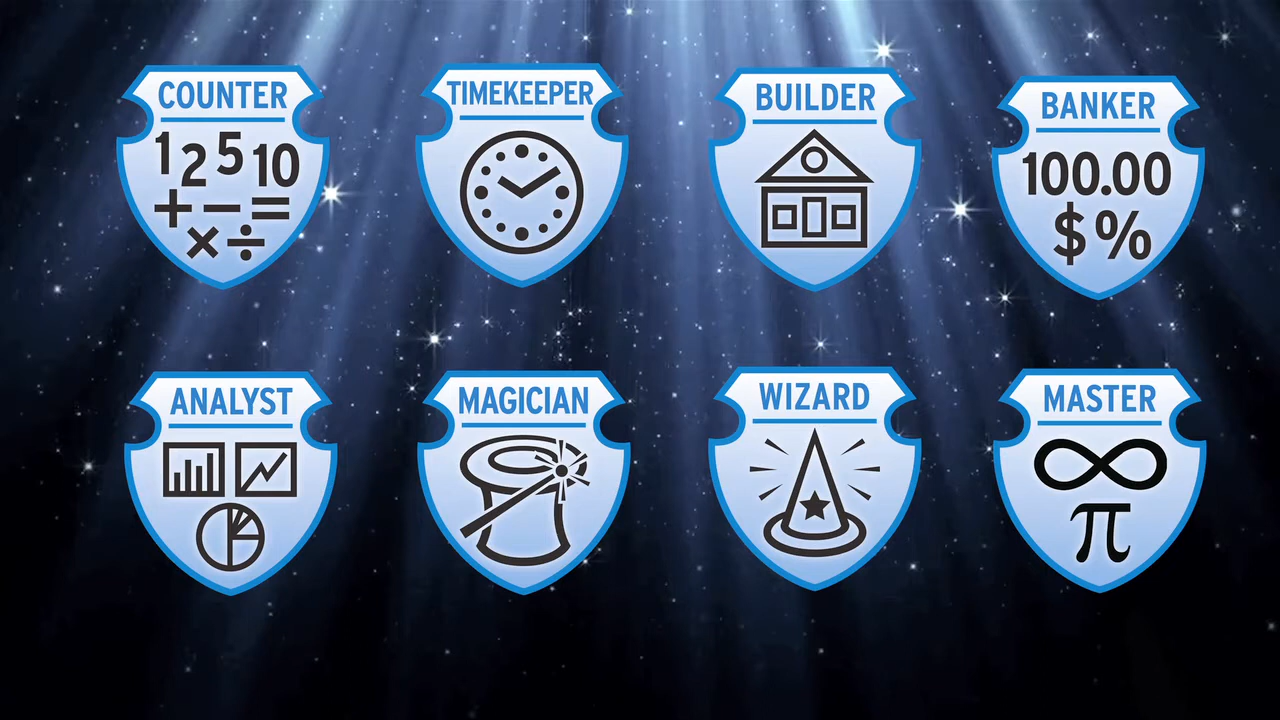 COUNTER
1 2 5 10
+ − =
× ÷
TIMEKEEPER
BUILDER
BANKER
100.00
$ %
ANALYST
MAGICIAN
WIZARD
MASTER
∞
π